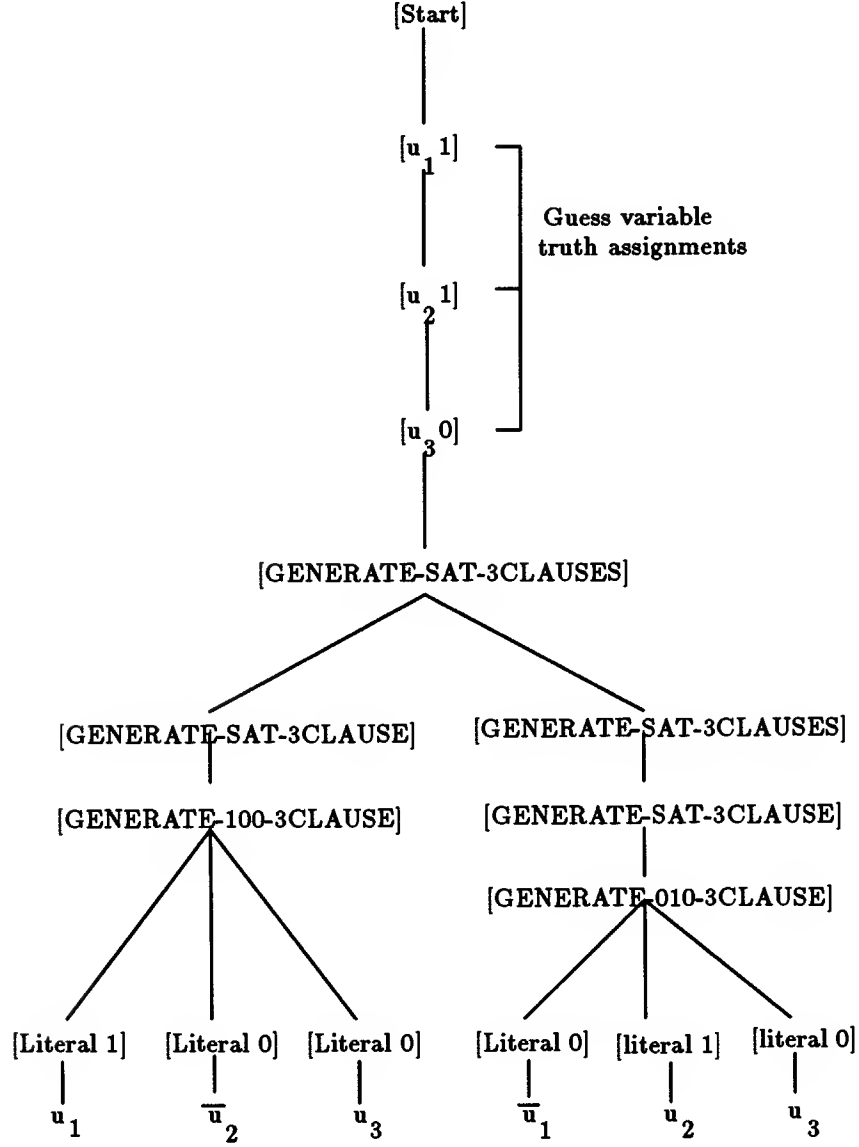 [Start]
[u₁ 1]
Guess variable
truth assignments
[u₂ 1]
[u₃ 0]
[GENERATE-SAT-3CLAUSES]
[GENERATE-SAT-3CLAUSE] [GENERATE-SAT-3CLAUSES]
[GENERATE-100-3CLAUSE] [GENERATE-SAT-3CLAUSE]
[GENERATE-010-3CLAUSE]
[Literal 1] [Literal 0] [Literal 0] [Literal 0] [literal 1] [literal 0]
u₁ u̅₂ u₃ u̅₁ u₂ u₃